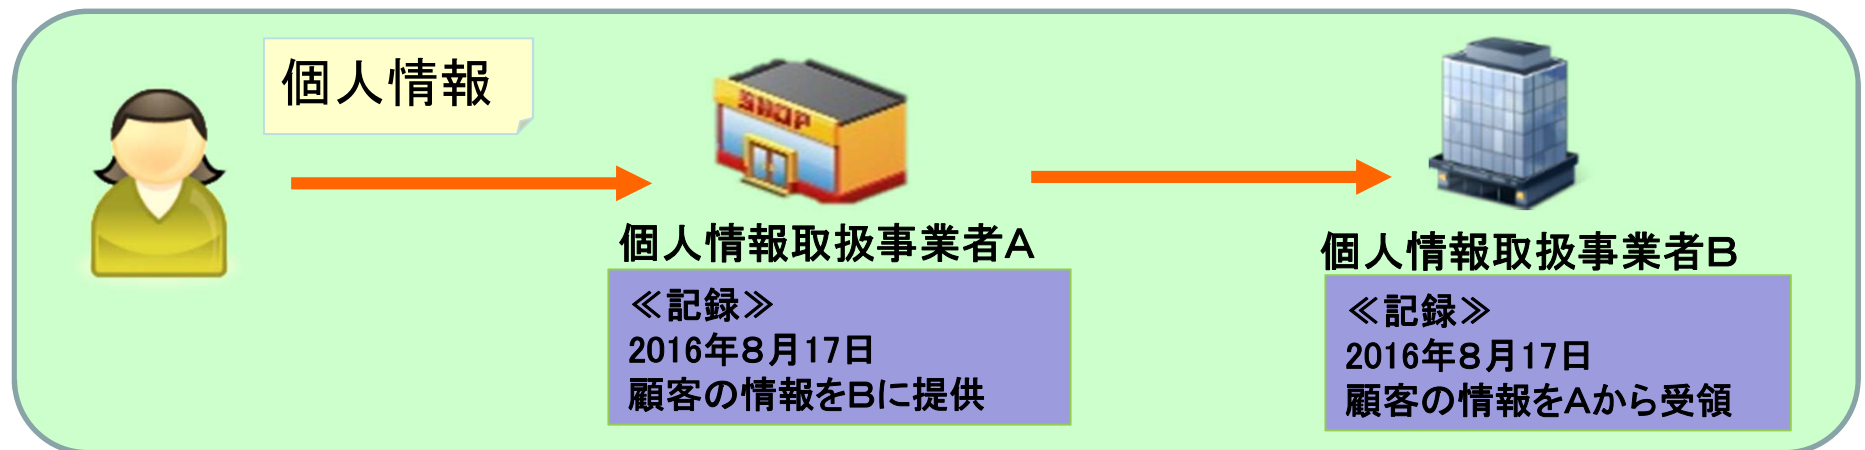 個人情報
SHOP
個人情報取扱事業者A
≪記録≫
2016年8月17日
顧客の情報をBに提供
個人情報取扱事業者B
≪記録≫
2016年8月17日
顧客の情報をAから受領